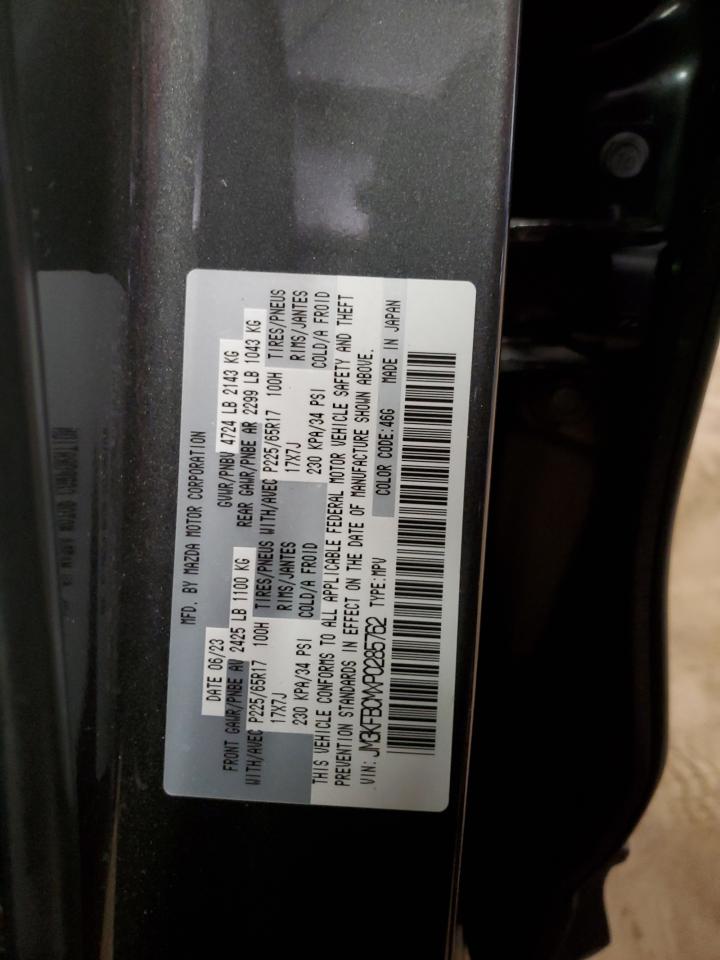 MFD. BY MAZDA MOTOR CORPORATION
DATE 06/23 GVWR/PNBV 4724 LB 2143 KG
FRONT GAWR/PNBE AV 2425 LB 1100 KG REAR GAWR/PNBE AR 2299 LB 1043 KG
WITH/AVEC P225/65R17 100H TIRES/PNEUS WITH/AVEC P225/65R17 100H TIRES/PNEUS
17X7J RIMS/JANTES 17X7J RIMS/JANTES
230 KPA/34 PSI COLD/A FROID 230 KPA/34 PSI COLD/A FROID
THIS VEHICLE CONFORMS TO ALL APPLICABLE FEDERAL MOTOR VEHICLE SAFETY AND THEFT
PREVENTION STANDARDS IN EFFECT ON THE DATE OF MANUFACTURE SHOWN ABOVE.
VIN: JM3KFBCMXP0285762 TYPE:MPV COLOR CODE:46G MADE IN JAPAN